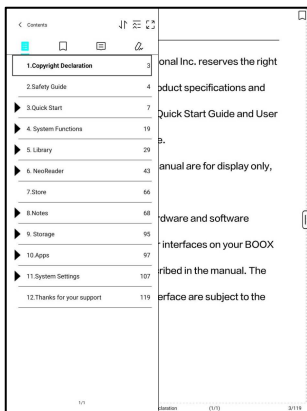 Contents
1.Copyright Declaration 3
2.Safety Guide 4
3.Quick Start 7
4. System Functions 19
5. Library 29
6. NeoReader 43
7.Store 66
8.Notes 68
9. Storage 95
10.Apps 97
11.System Settings 107
12.Thanks for your support 119
1/1
onal Inc. reserves the right
oduct specifications and
Quick Start Guide and User
e.
anual are for display only,
rdware and software
r interfaces on your BOOX
cribed in the manual. The
erface are subject to the
claration (1/1) 3/119